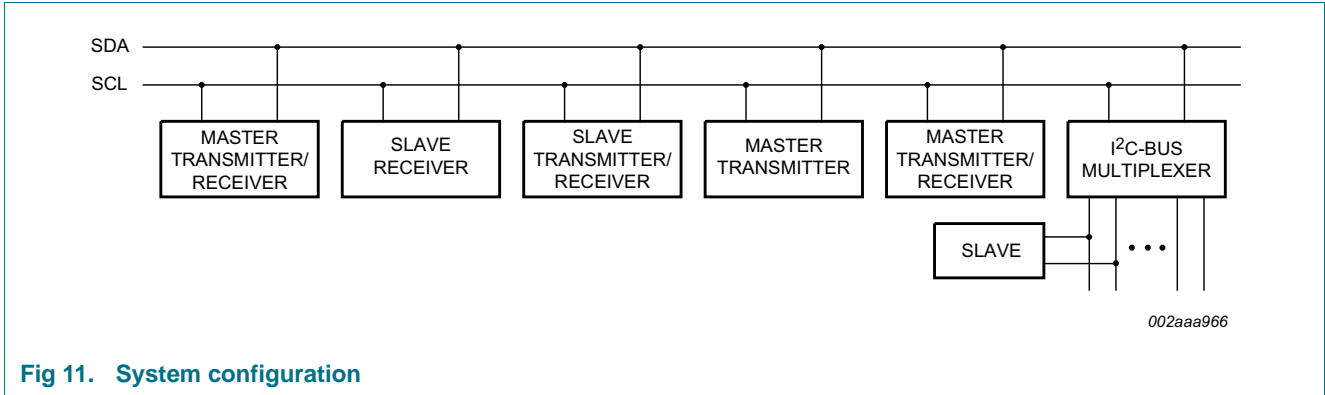 SDA
SCL
MASTER
TRANSMITTER/
RECEIVER
SLAVE
RECEIVER
SLAVE
TRANSMITTER/
RECEIVER
MASTER
TRANSMITTER
MASTER
TRANSMITTER/
RECEIVER
I2C-BUS
MULTIPLEXER
SLAVE
002aaa966
Fig 11. System configuration